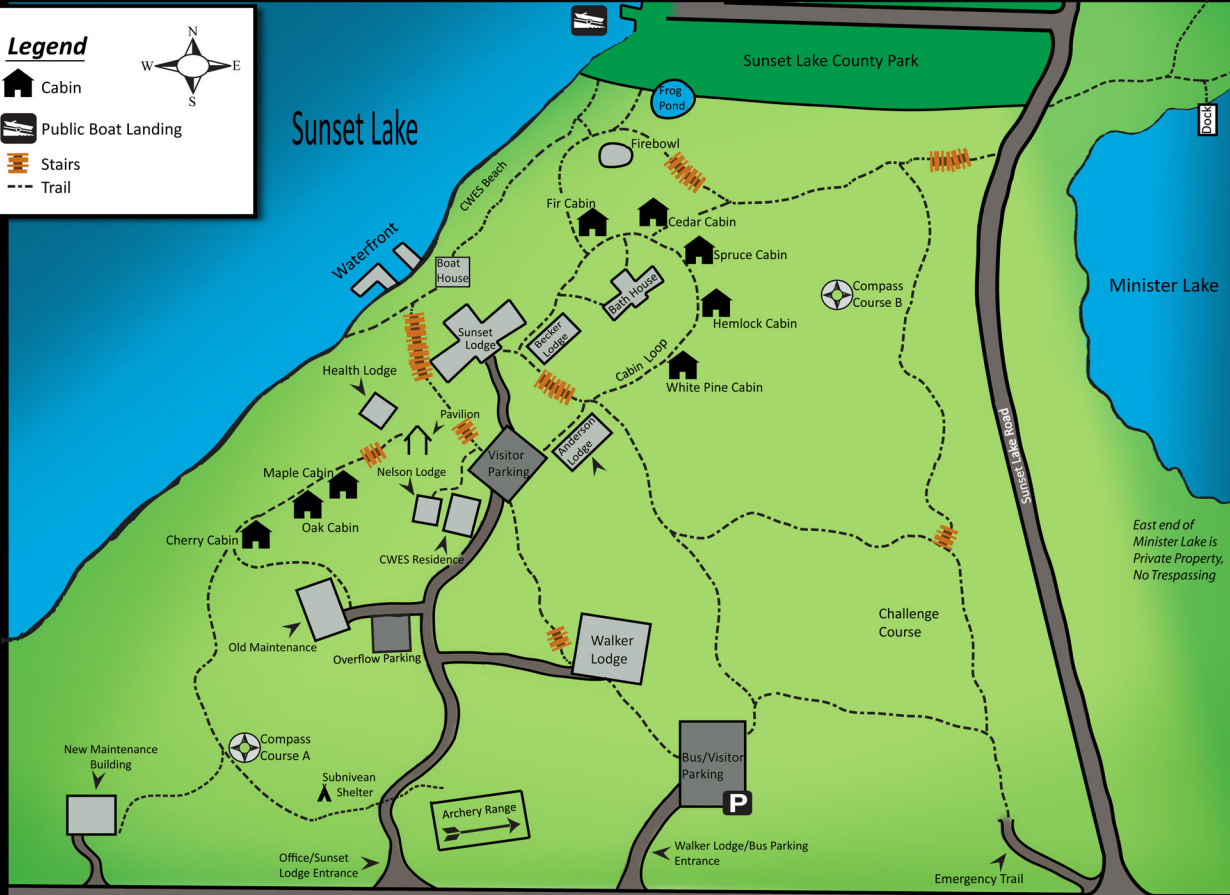 Legend
N
W
E
S
Cabin
Public Boat Landing
Stairs
Trail
Sunset Lake
Sunset Lake County Park
Frog
Pond
Dock
Firebowl
CWES Beach
Fir Cabin
Cedar Cabin
Waterfront
Boat
House
Spruce Cabin
Bath House
Compass
Course B
Minister Lake
Hemlock Cabin
Sunset
Lodge
Becker
Lodge
Cabin Loop
Health Lodge
White Pine Cabin
Pavilion
Anderson
Lodge
Visitor
Parking
Sunset Lake Road
Maple Cabin
Nelson Lodge
Oak Cabin
Cherry Cabin
CWES Residence
East end of
Minister Lake is
Private Property,
No Trespassing
Challenge
Course
Old Maintenance
Overflow Parking
Walker
Lodge
Compass
Course A
New Maintenance
Building
Subnivean
Shelter
Bus/Visitor
Parking
P
Archery Range
Office/Sunset
Lodge Entrance
Walker Lodge/Bus Parking
Entrance
Emergency Trail